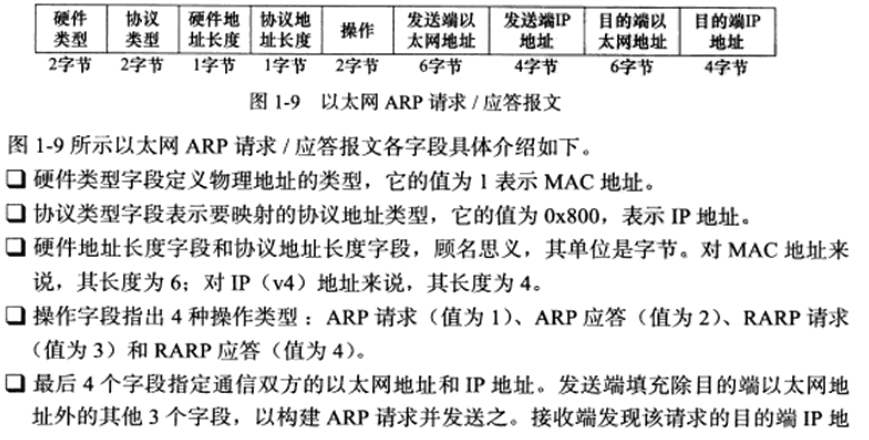 硬件类型 协议类型 硬件地址长度 协议地址长度 操作 发送端以太网地址 发送端IP地址 目的端以太网地址 目的端IP地址
2字节 2字节 1字节 1字节 2字节 6字节 4字节 6字节 4字节
图 1-9 以太网 ARP 请求 / 应答报文
图 1-9 所示以太网 ARP 请求 / 应答报文各字段具体介绍如下。
❑ 硬件类型字段定义物理地址的类型，它的值为 1 表示 MAC 地址。
❑ 协议类型字段表示要映射的协议地址类型，它的值为 0x800，表示 IP 地址。
❑ 硬件地址长度字段和协议地址长度字段，顾名思义，其单位是字节。对 MAC 地址来
说，其长度为 6；对 IP（v4）地址来说，其长度为 4。
❑ 操作字段指出 4 种操作类型：ARP 请求（值为 1）、ARP 应答（值为 2）、RARP 请求
（值为 3）和 RARP 应答（值为 4）。
❑ 最后 4 个字段指定通信双方的以太网地址和 IP 地址。发送端填充除目的端以太网地
址外的其他 3 个字段，以构建 ARP 请求并发送之。接收端发现该请求的目的端 IP 地